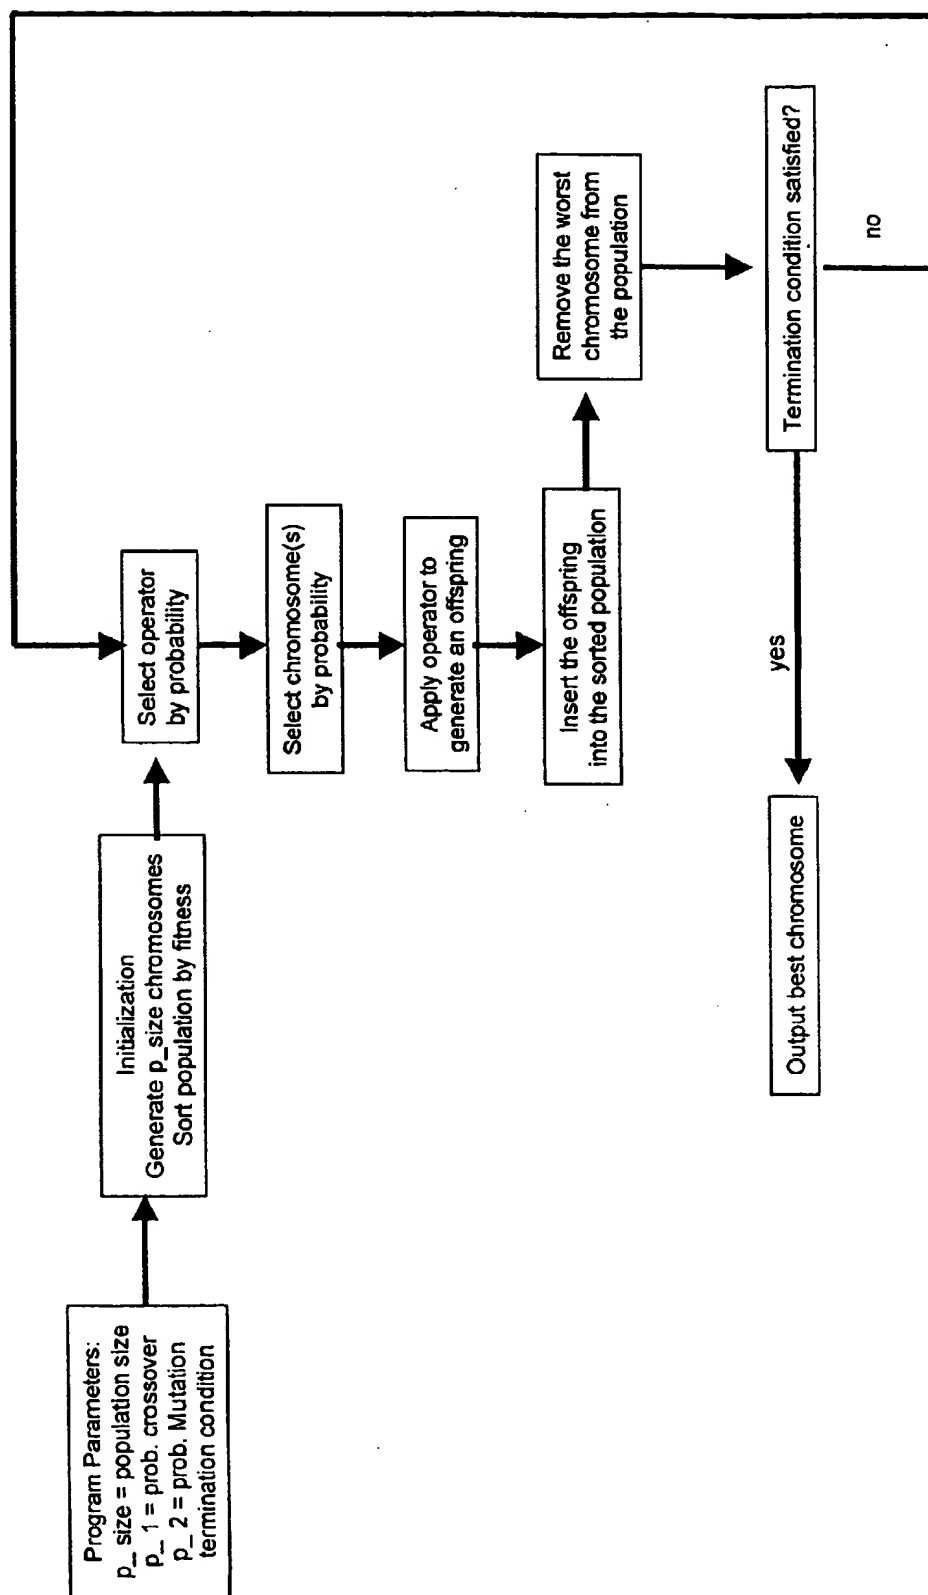 Program Parameters:
p_ size = population size
p_ 1 = prob. crossover
p_ 2 = prob. Mutation
termination condition
Initialization
Generate p_size chromosomes
Sort population by fitness
Select operator
by probability
Select chromosome(s)
by probability
Apply operator to
generate an offspring
Insert the offspring
into the sorted population
Remove the worst
chromosome from
the population
Termination condition satisfied?
yes
no
Output best chromosome